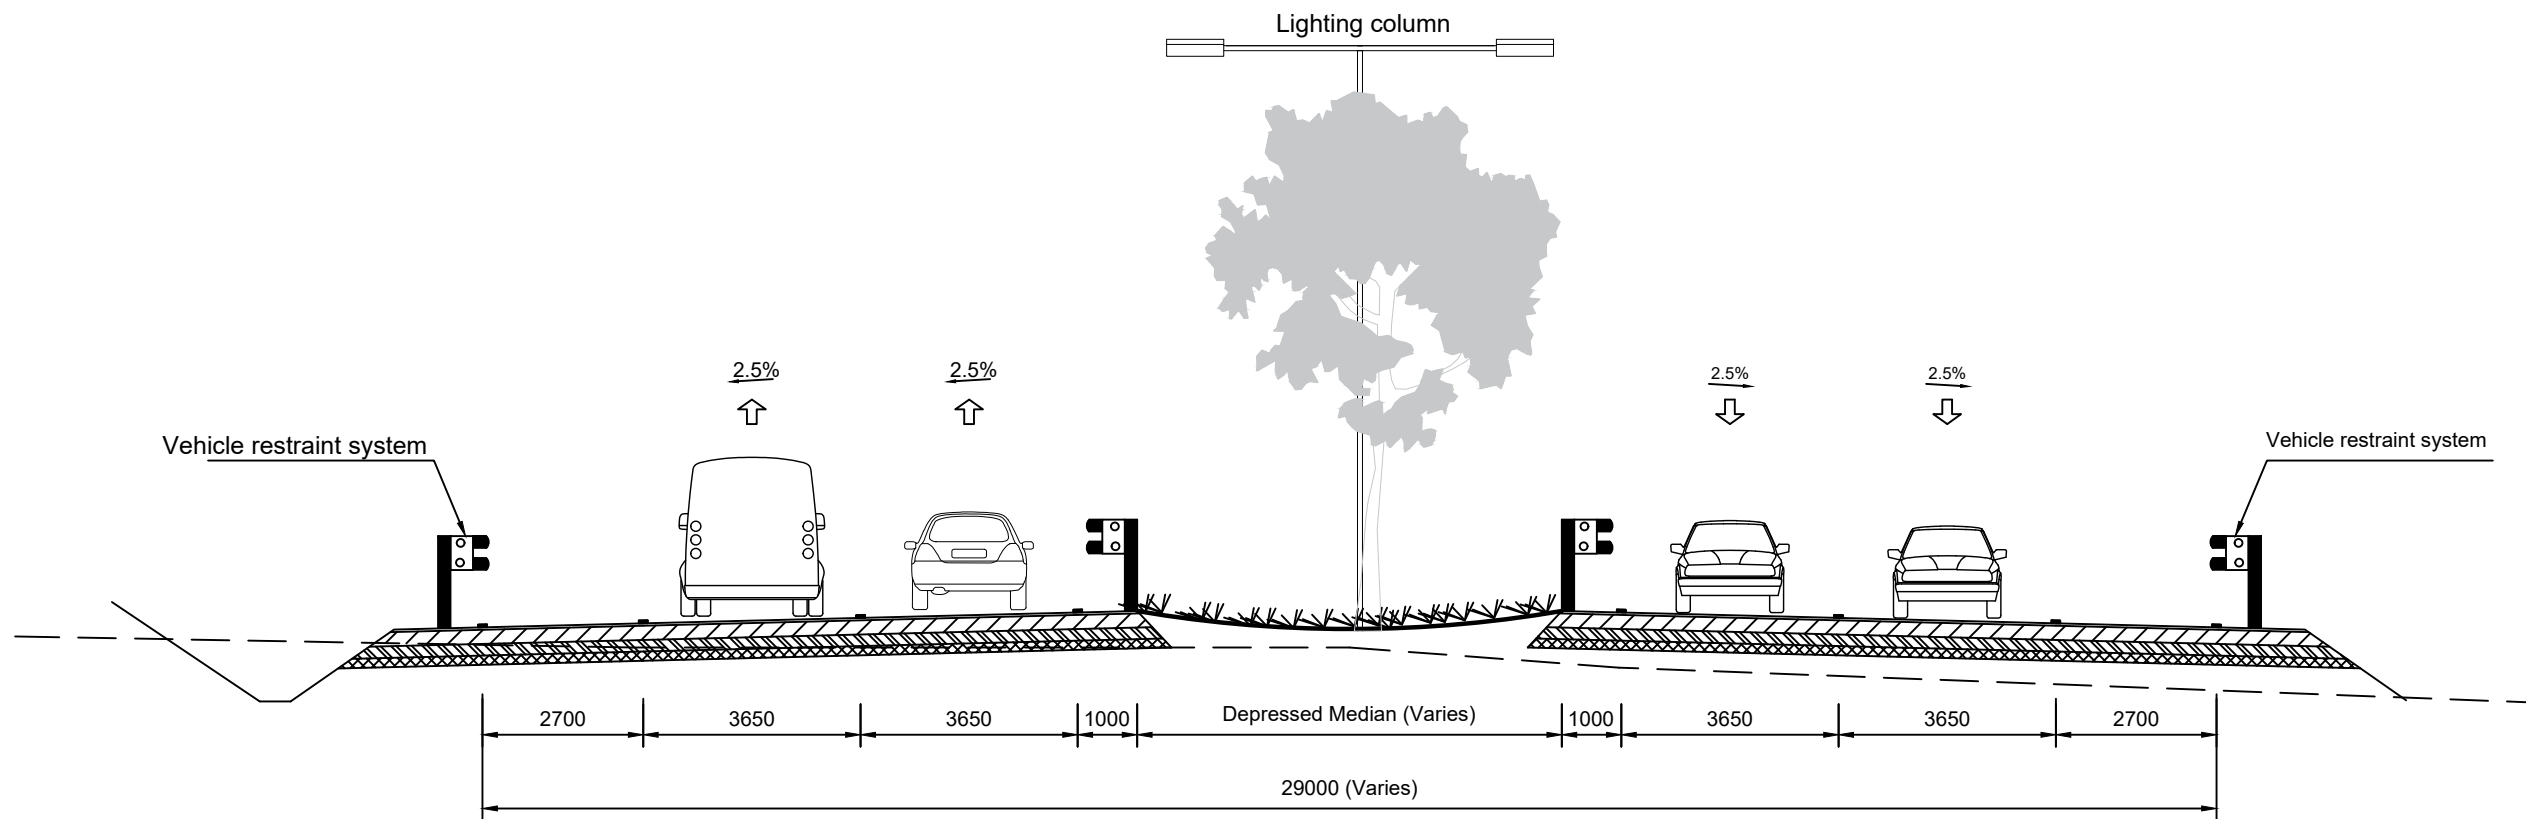 Lighting column
2.5%
2.5%
2.5%
2.5%
Vehicle restraint system
Vehicle restraint system
2700
3650
3650
1000
Depressed Median (Varies)
1000
3650
3650
2700
29000 (Varies)